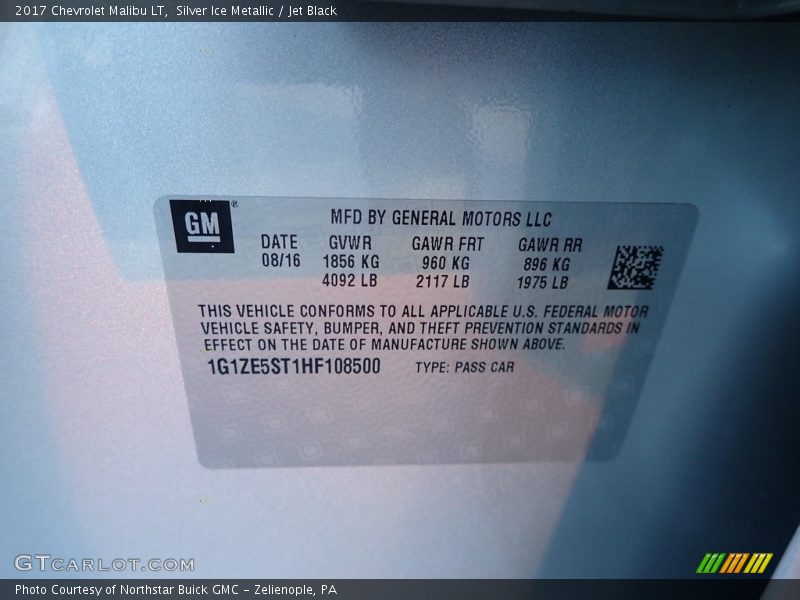 2017 Chevrolet Malibu LT, Silver Ice Metallic / Jet Black
GM ®
MFD BY GENERAL MOTORS LLC
DATE GVWR GAWR FRT GAWR RR
08/16 1856 KG 960 KG 896 KG
4092 LB 2117 LB 1975 LB
THIS VEHICLE CONFORMS TO ALL APPLICABLE U.S. FEDERAL MOTOR
VEHICLE SAFETY, BUMPER, AND THEFT PREVENTION STANDARDS IN
EFFECT ON THE DATE OF MANUFACTURE SHOWN ABOVE.
1G1ZE5ST1HF108500 TYPE: PASS CAR
GTCARLOT.COM
Photo Courtesy of Northstar Buick GMC - Zelienople, PA